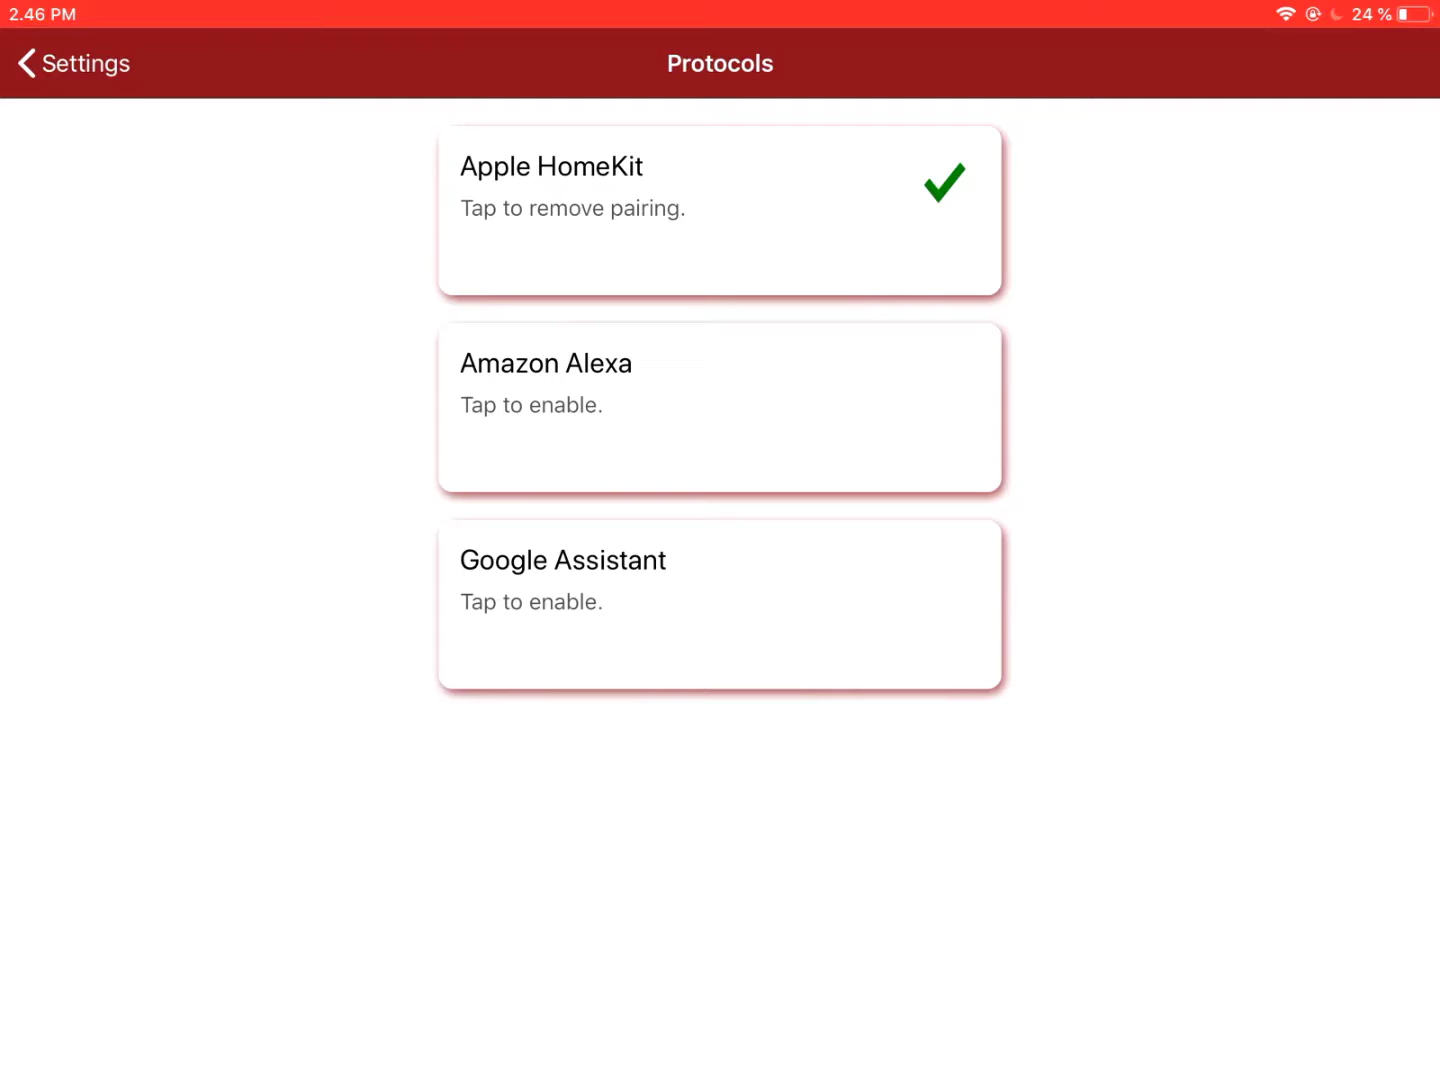 2.46 PM
24 %
Settings
Protocols
Apple HomeKit
Tap to remove pairing.
Amazon Alexa
Tap to enable.
Google Assistant
Tap to enable.